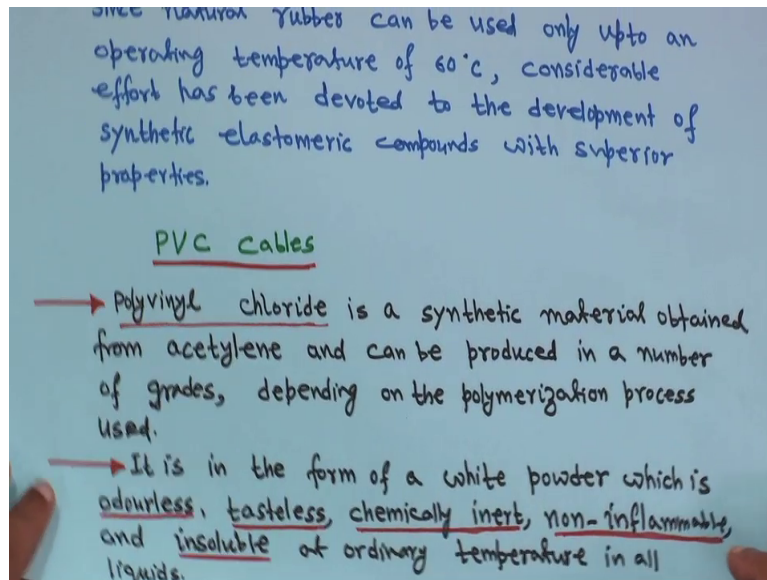 Since natural rubber can be used only upto an
operating temperature of 60°c, considerable
effort has been devoted to the development of
synthetic elastomeric compounds with superior
properties.
PVC Cables
Polyvinyl chloride is a synthetic material obtained
from acetylene and can be produced in a number
of grades, depending on the polymerization process
used.
It is in the form of a white powder which is
odourless, tasteless, chemically inert, non-inflammable,
and insoluble at ordinary temperature in all
liquids.